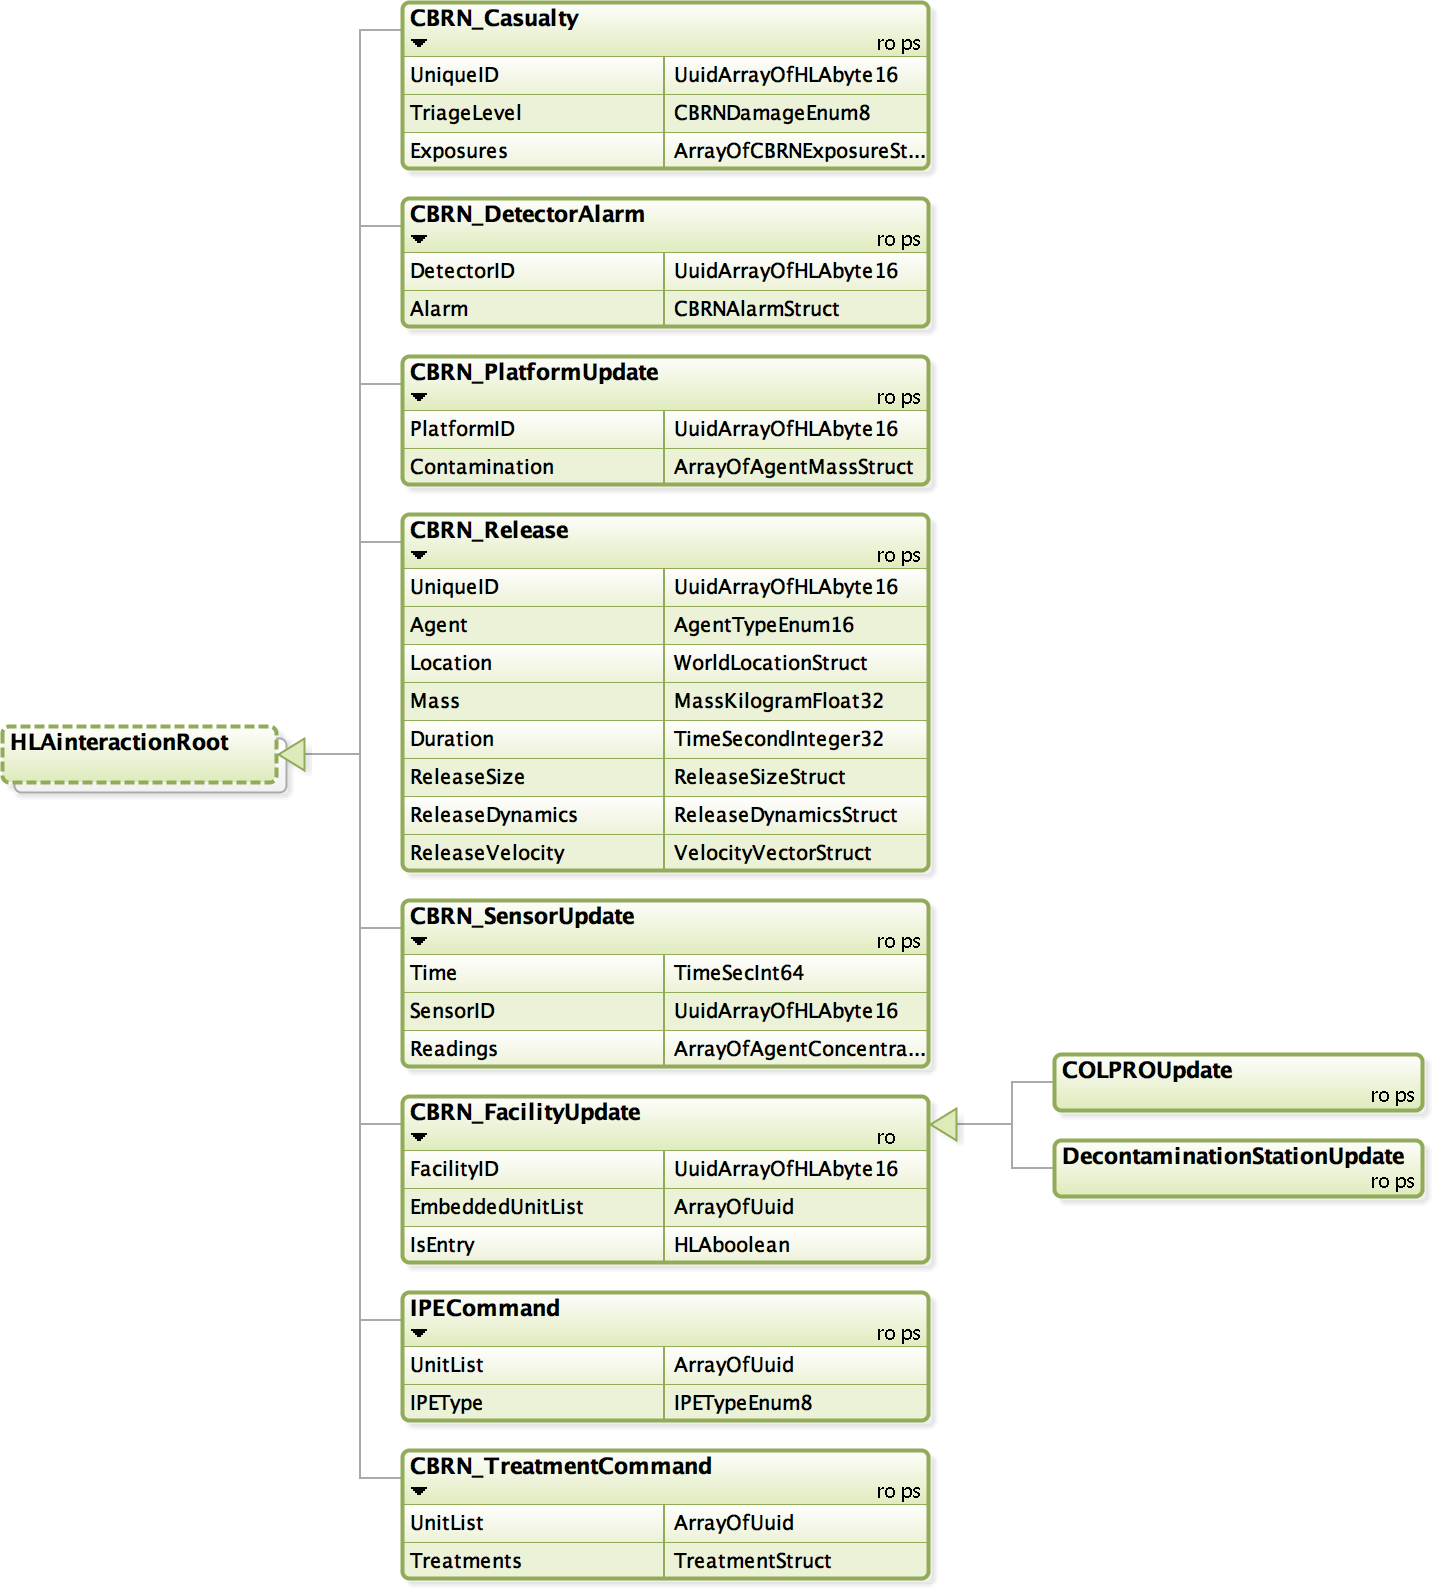 CBRN_Casualty
ro ps
UniqueID UuidArrayOfHLAbyte16
TriageLevel CBRNDamageEnum8
Exposures ArrayOfCBRNExposureSt...
CBRN_DetectorAlarm
ro ps
DetectorID UuidArrayOfHLAbyte16
Alarm CBRNAlarmStruct
CBRN_PlatformUpdate
ro ps
PlatformID UuidArrayOfHLAbyte16
Contamination ArrayOfAgentMassStruct
CBRN_Release
ro ps
UniqueID UuidArrayOfHLAbyte16
Agent AgentTypeEnum16
Location WorldLocationStruct
Mass MassKilogramFloat32
Duration TimeSecondInteger32
ReleaseSize ReleaseSizeStruct
ReleaseDynamics ReleaseDynamicsStruct
ReleaseVelocity VelocityVectorStruct
HLAinteractionRoot
CBRN_SensorUpdate
ro ps
Time TimeSecInt64
SensorID UuidArrayOfHLAbyte16
Readings ArrayOfAgentConcentra...
CBRN_FacilityUpdate
ro
FacilityID UuidArrayOfHLAbyte16
EmbeddedUnitList ArrayOfUuid
IsEntry HLAboolean
COLPROUpdate
ro ps
DecontaminationStationUpdate
ro ps
IPECommand
ro ps
UnitList ArrayOfUuid
IPEType IPETypeEnum8
CBRN_TreatmentCommand
ro ps
UnitList ArrayOfUuid
Treatments TreatmentStruct